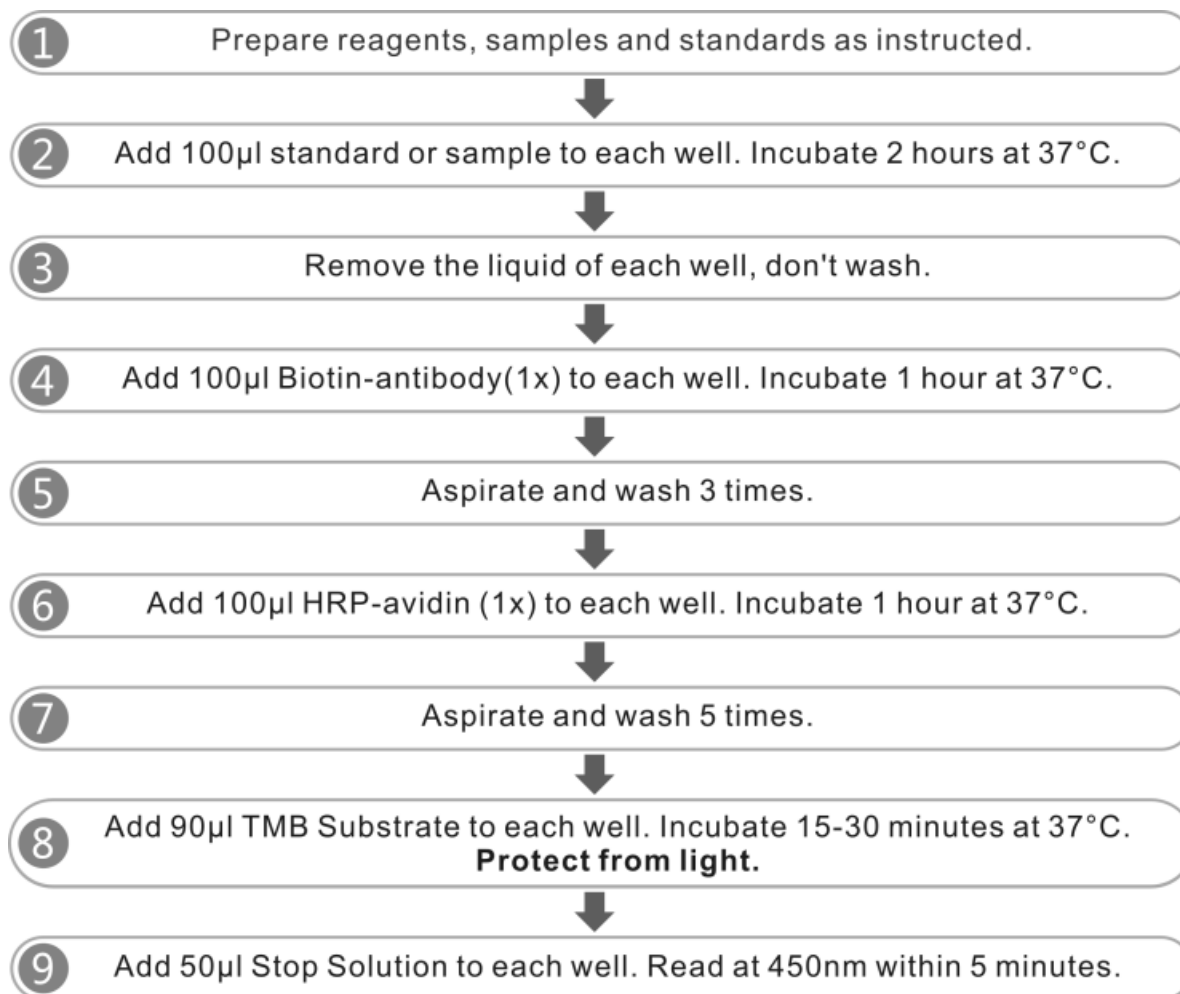 1 Prepare reagents, samples and standards as instructed.
2 Add 100µl standard or sample to each well. Incubate 2 hours at 37°C.
3 Remove the liquid of each well, don't wash.
4 Add 100µl Biotin-antibody(1x) to each well. Incubate 1 hour at 37°C.
5 Aspirate and wash 3 times.
6 Add 100µl HRP-avidin (1x) to each well. Incubate 1 hour at 37°C.
7 Aspirate and wash 5 times.
8 Add 90µl TMB Substrate to each well. Incubate 15-30 minutes at 37°C.
Protect from light.
9 Add 50µl Stop Solution to each well. Read at 450nm within 5 minutes.